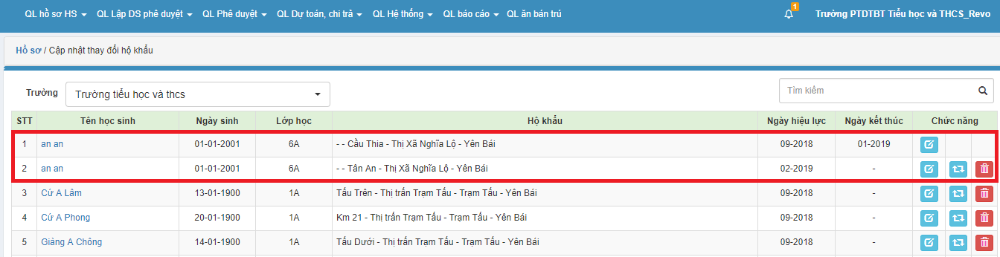 QL hồ sơ HS QL Lập DS phê duyệt QL Phê duyệt QL Dự toán, chi trả QL Hệ thống QL báo cáo QL ăn bán trú 1 Trường PTDTBT Tiểu học và THCS_Revo
Hồ sơ / Cập nhật thay đổi hộ khẩu
Trường Trường tiểu học và thcs Tìm kiếm
STT Tên học sinh Ngày sinh Lớp học Hộ khẩu Ngày hiệu lực Ngày kết thúc Chức năng
1 an an 01-01-2001 6A - - Cầu Thia - Thị Xã Nghĩa Lộ - Yên Bái 09-2018 01-2019
2 an an 01-01-2001 6A - - Tân An - Thị Xã Nghĩa Lộ - Yên Bái 02-2019 -
3 Cứ A Lâm 13-01-1900 1A Tấu Trên - Thị trấn Trạm Tấu - Trạm Tấu - Yên Bái 09-2018 -
4 Cứ A Phong 20-01-1900 1A Km 21 - Thị trấn Trạm Tấu - Trạm Tấu - Yên Bái 09-2018 -
5 Giàng A Chông 14-01-1900 1A Tấu Dưới - Thị trấn Trạm Tấu - Trạm Tấu - Yên Bái 09-2018 -